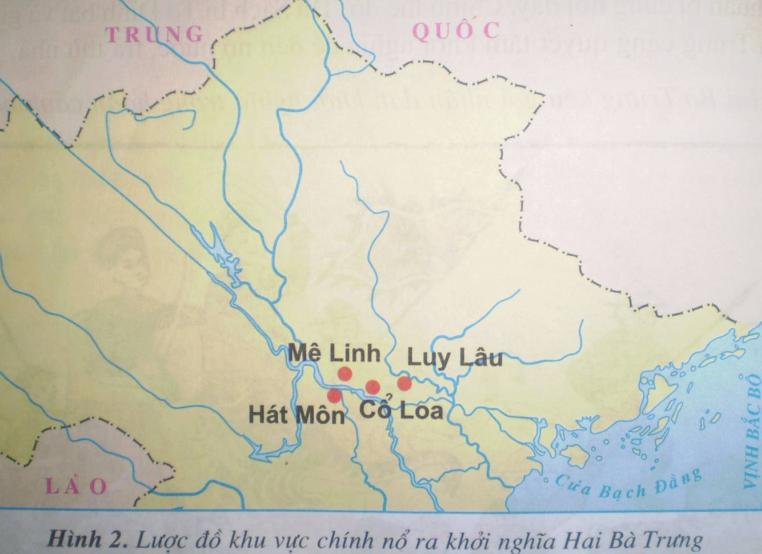 TRUNG QUỐC
Mê Linh
Luy Lâu
Hát Môn
Cổ Loa
LÀO
Cửa Bạch Đằng
VỊNH BẮC BỘ
Hình 2. Lược đồ khu vực chính nổ ra khởi nghĩa Hai Bà Trưng